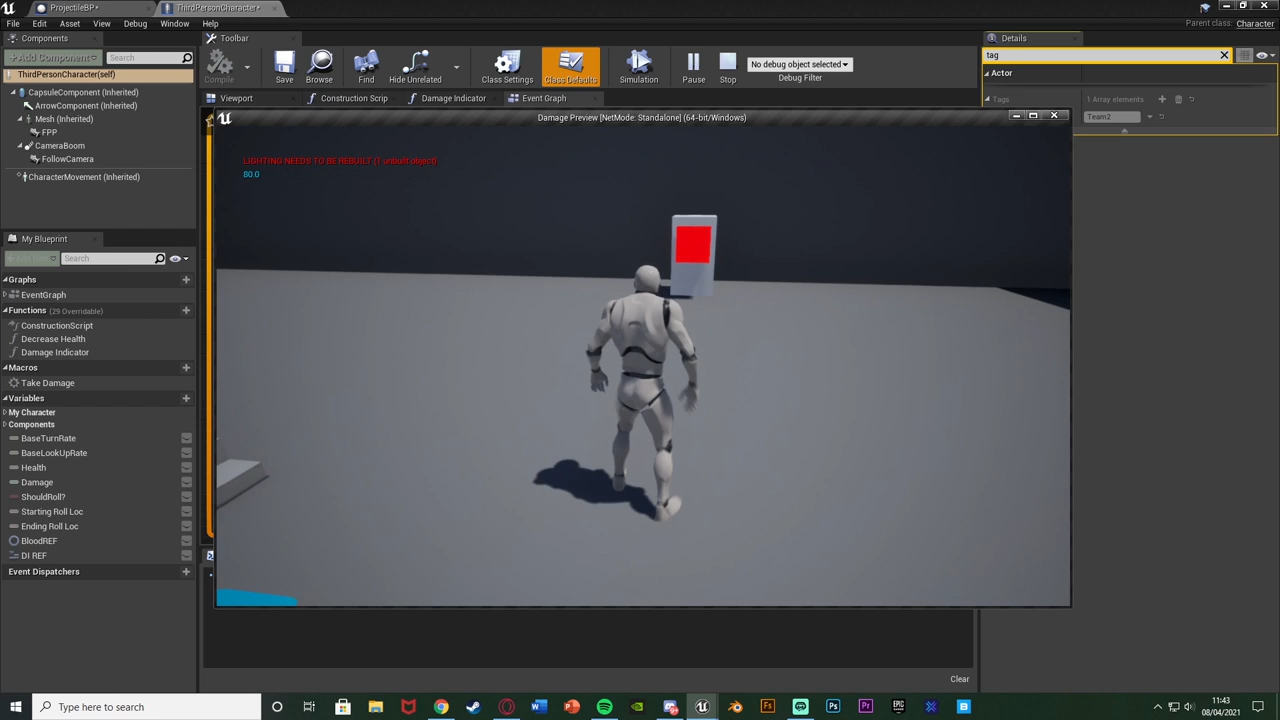 ProjectileBP*
ThirdPersonCharacter*
File Edit Asset View Debug Window Help
Parent class: Character
Components
Toolbar
Details
+Add Component
Search
tag
ThirdPersonCharacter(self)
Compile Save Browse Find Hide Unrelated Class Settings Class Defaults Simulation Pause Stop
No debug object selected
Debug Filter
Actor
CapsuleComponent (Inherited)
Viewport
Construction Scrip
Damage Indicator
Event Graph
Tags
1 Array elements
ArrowComponent (Inherited)
Mesh (Inherited)
Team2
Damage Preview [NetMode: Standalone] (64-bit/Windows)
FPP
CameraBoom
FollowCamera
CharacterMovement (Inherited)
LIGHTING NEEDS TO BE REBUILT (1 unbuilt object)
80.0
My Blueprint
Search
Graphs
EventGraph
Functions (29 Overridable)
ConstructionScript
Decrease Health
Damage Indicator
Macros
Take Damage
Variables
My Character
Components
BaseTurnRate
BaseLookUpRate
Health
Damage
ShouldRoll?
Starting Roll Loc
Ending Roll Loc
BloodREF
DI REF
Event Dispatchers
Clear
Type here to search
11:43
08/04/2021